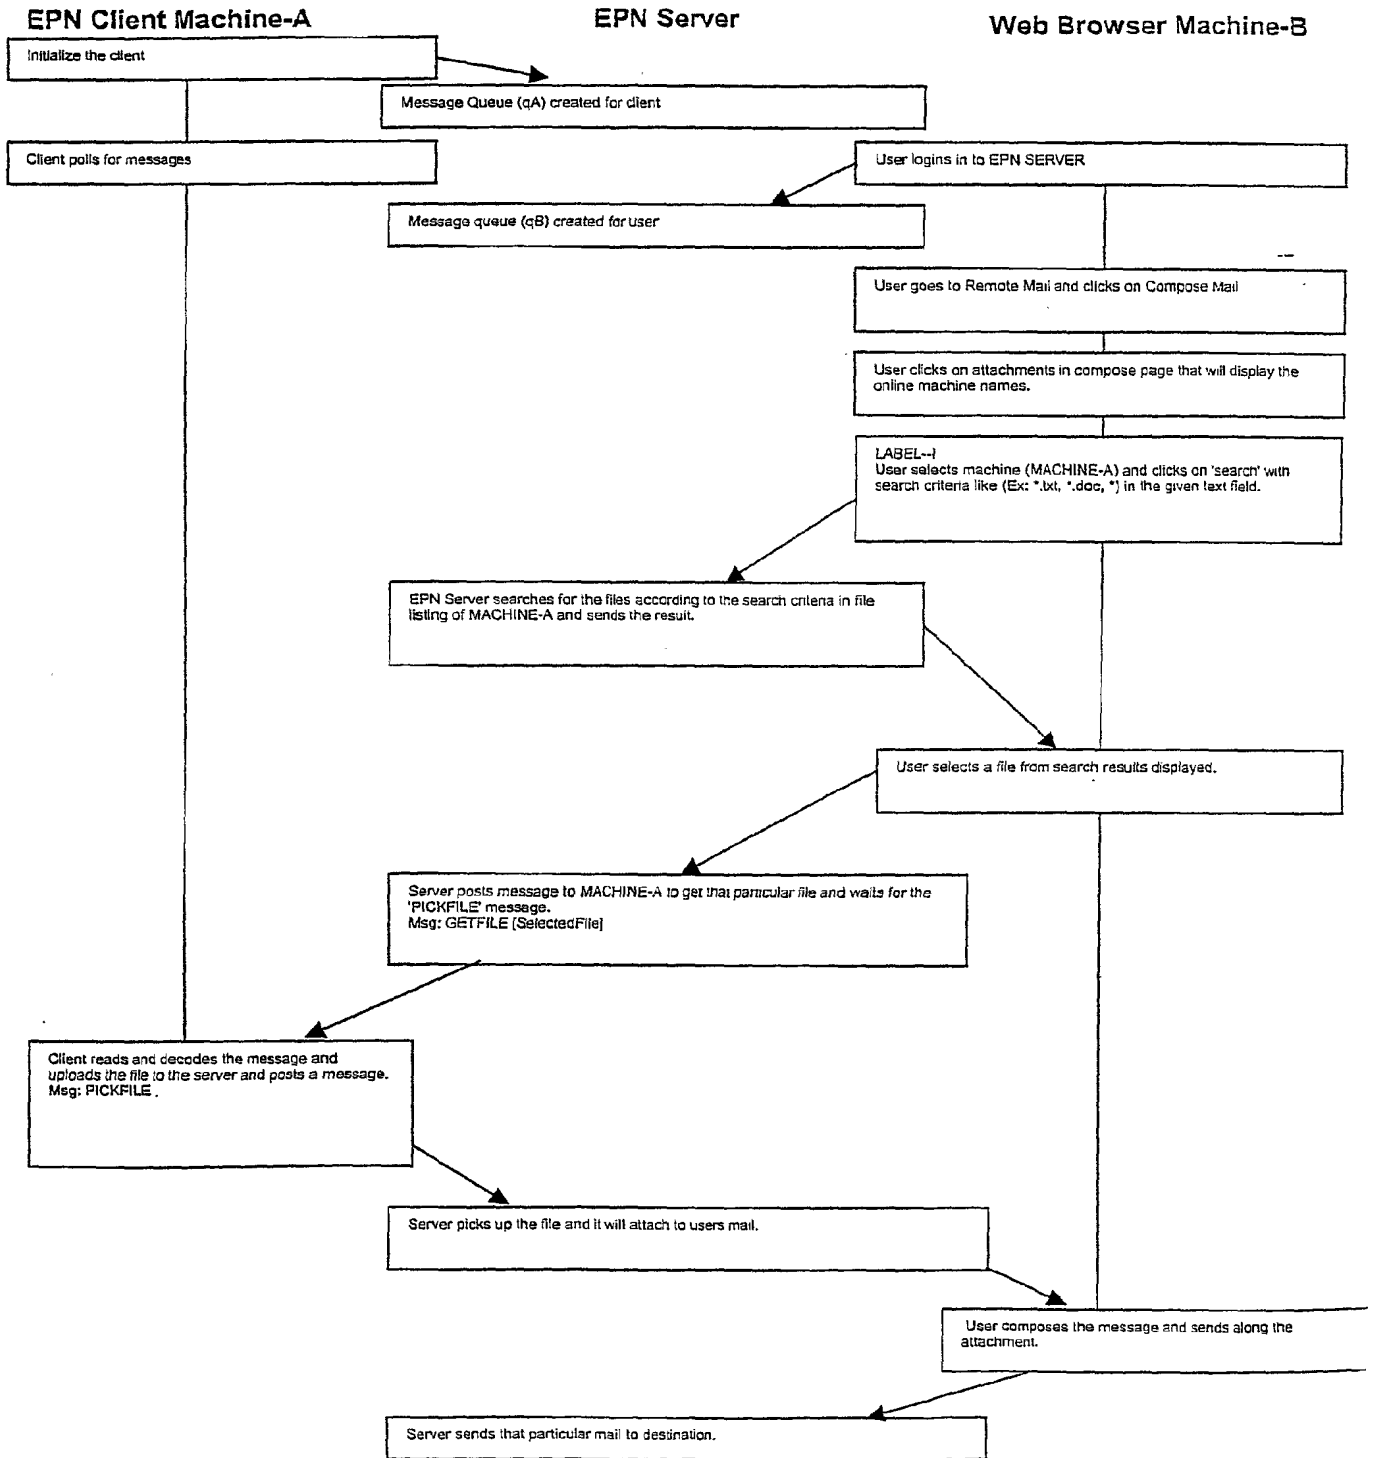 EPN Client Machine-A
EPN Server
Web Browser Machine-B
Initialize the client
Message Queue (qA) created for client
Client polls for messages
User logins in to EPN SERVER
Message queue (qB) created for user
User goes to Remote Mail and clicks on Compose Mail
User clicks on attachments in compose page that will display the
online machine names.
LABEL--I
User selects machine (MACHINE-A) and clicks on 'search' with
search criteria like (Ex: *.txt, *.doc, *) in the given text field.
EPN Server searches for the files according to the search criteria in file
listing of MACHINE-A and sends the result.
User selects a file from search results displayed.
Server posts message to MACHINE-A to get that particular file and waits for the
'PICKFILE' message.
Msg: GETFILE [SelectedFile]
Client reads and decodes the message and
uploads the file to the server and posts a message.
Msg: PICKFILE .
Server picks up the file and it will attach to users mail.
User composes the message and sends along the
attachment.
Server sends that particular mail to destination.